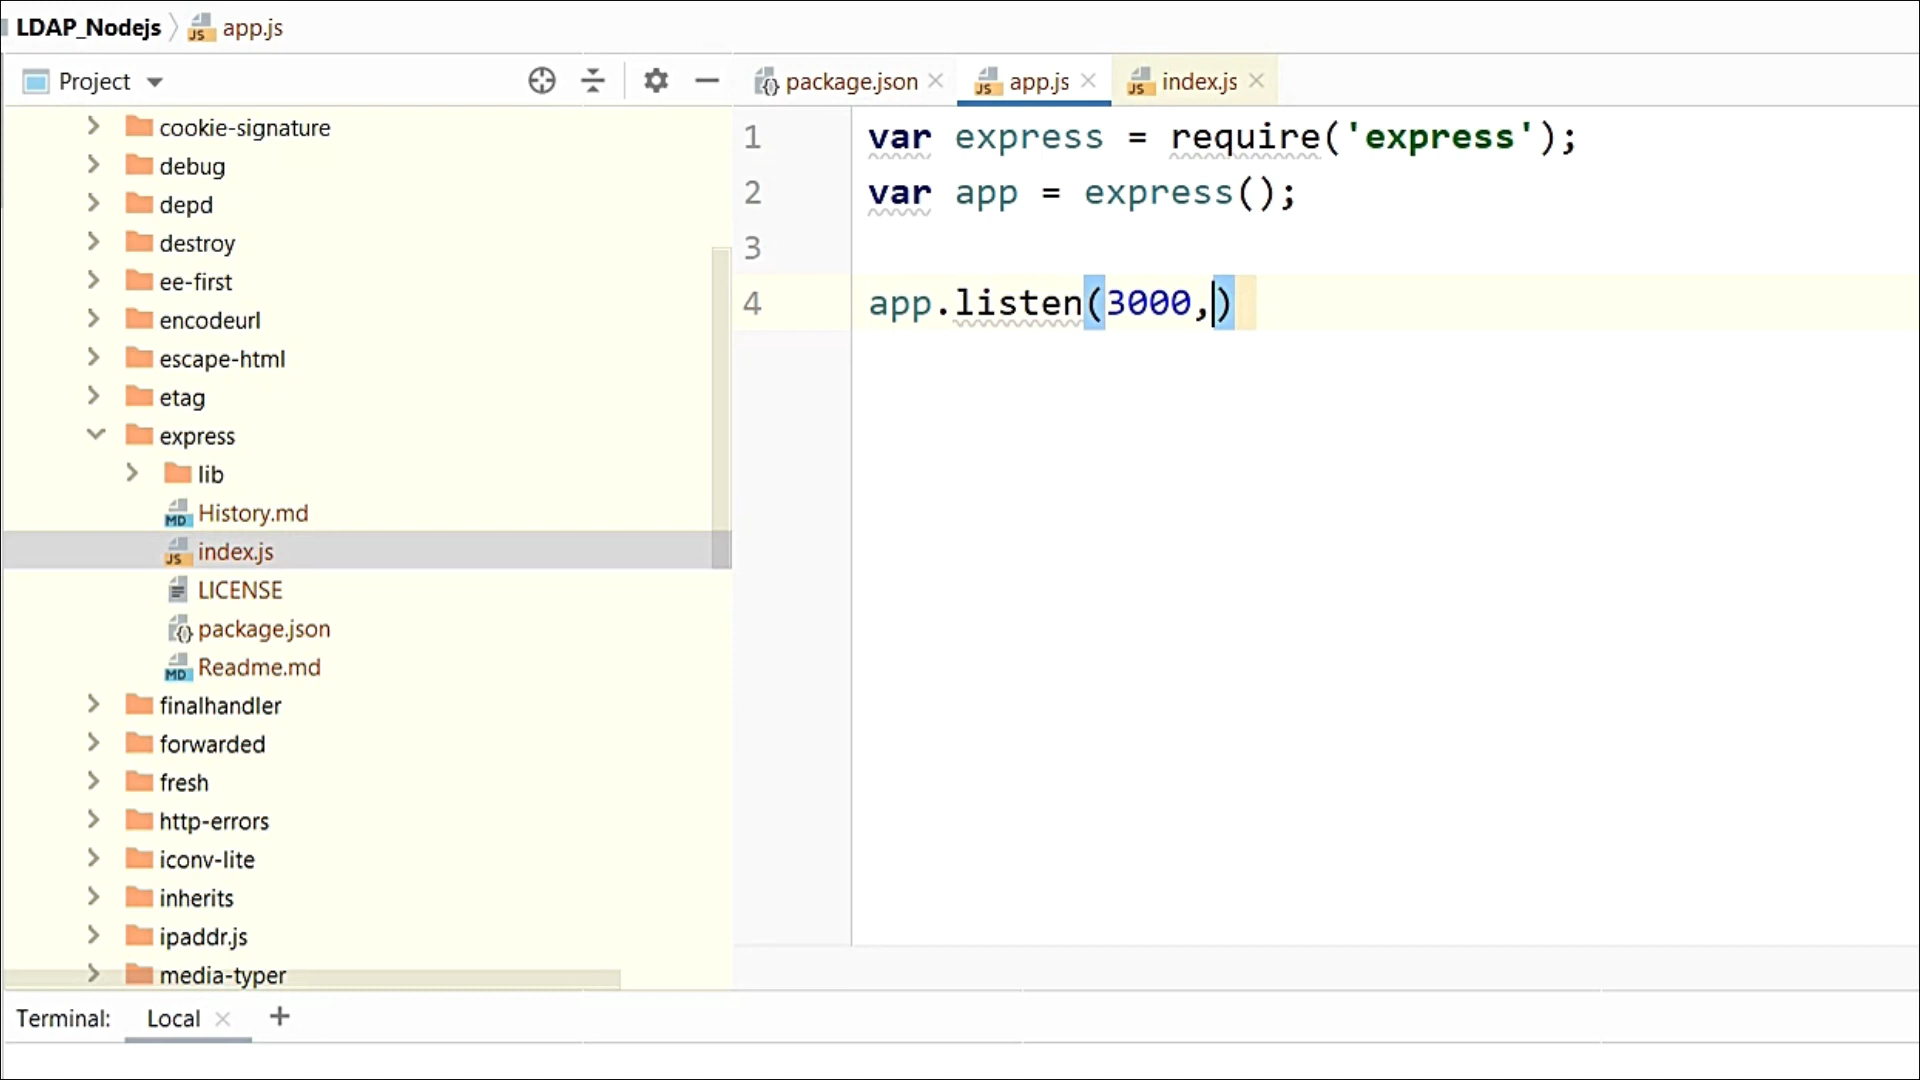 LDAP_Nodejs app.js
Project
package.json app.js index.js
cookie-signature
debug
depd
destroy
ee-first
encodeurl
escape-html
etag
express
lib
History.md
index.js
LICENSE
package.json
Readme.md
finalhandler
forwarded
fresh
http-errors
iconv-lite
inherits
ipaddr.js
media-typer
1 var express = require('express');
2 var app = express();
3
4 app.listen(3000,)
Terminal: Local +